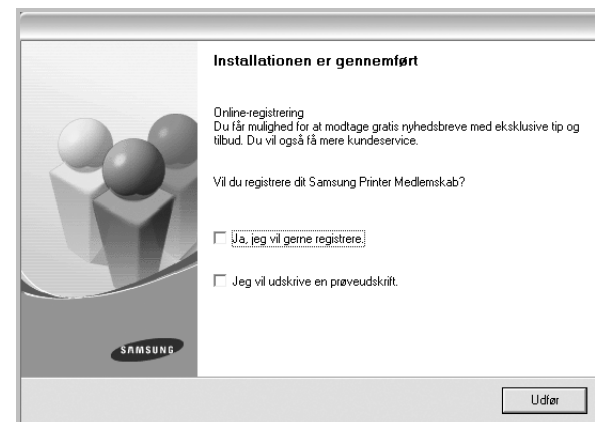 Installationen er gennemført
Online-registrering
Du får mulighed for at modtage gratis nyhedsbreve med eksklusive tip og
tilbud. Du vil også få mere kundeservice.
Vil du registrere dit Samsung Printer Medlemskab?
Ja, jeg vil gerne registrere.
Jeg vil udskrive en prøveudskrift.
SAMSUNG
Udfør